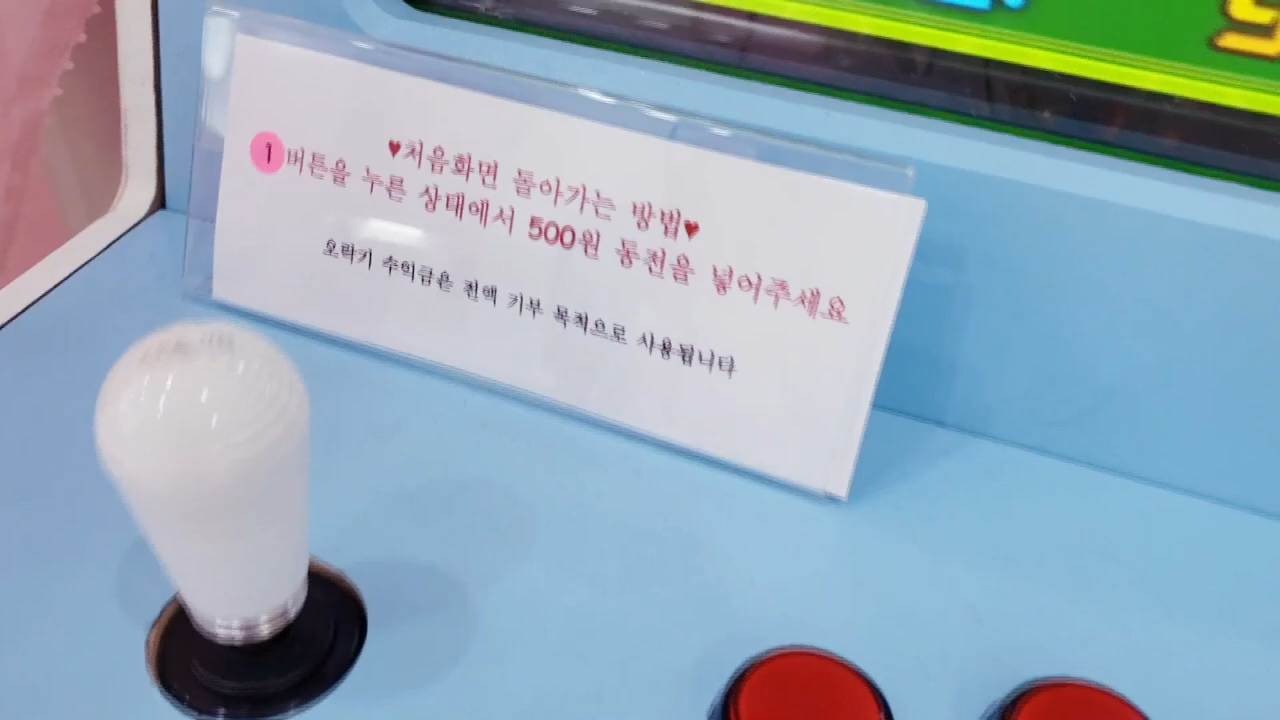 ♥처음화면 돌아가는 방법♥
1 버튼을 누른 상태에서 500원 동전을 넣어주세요
오락기 수익금은 전액 기부 목적으로 사용됩니다